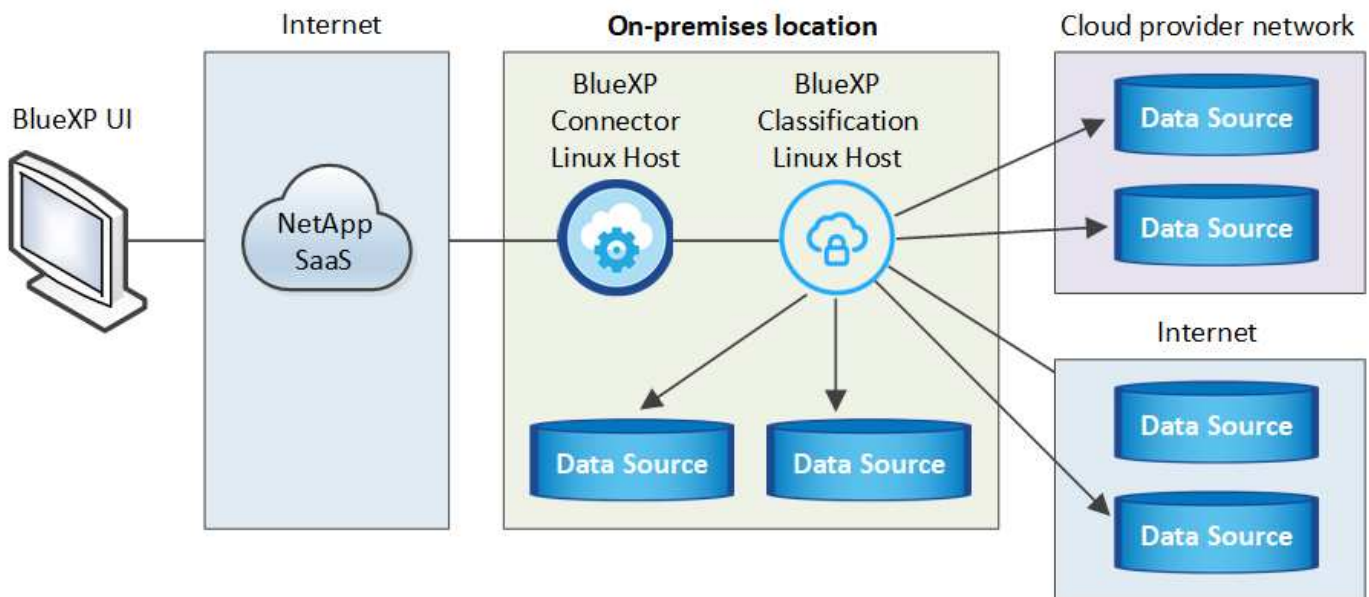 Internet
On-premises location
Cloud provider network
BlueXP UI
NetApp
SaaS
BlueXP
Connector
Linux Host
BlueXP
Classification
Linux Host
Data Source
Data Source
Data Source
Data Source
Internet
Data Source
Data Source